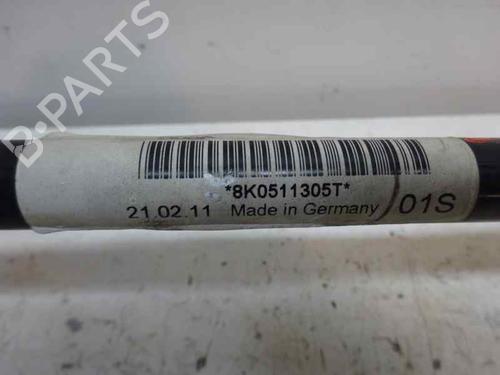 B-PARTS
*8K0511305T*
21.02.11 Made in Germany 01S